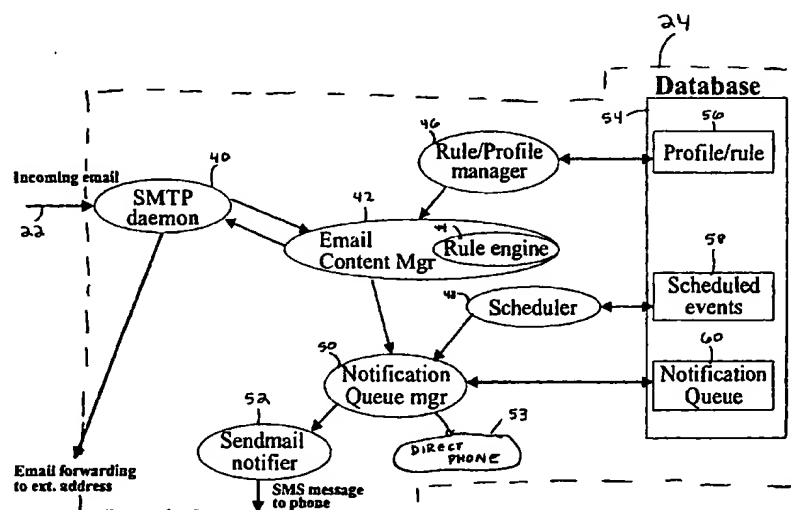 24
Database
54
56
Profile/rule
46
Rule/Profile
manager
40
Incoming email
SMTP
daemon
22
42
Email
Content Mgr
Rule engine
58
Scheduled
events
48
Scheduler
60
Notification
Queue
50
Notification
Queue mgr
52
Sendmail
notifier
53
DIRECT
PHONE
Email forwarding
to ext. address
SMS message
to phone